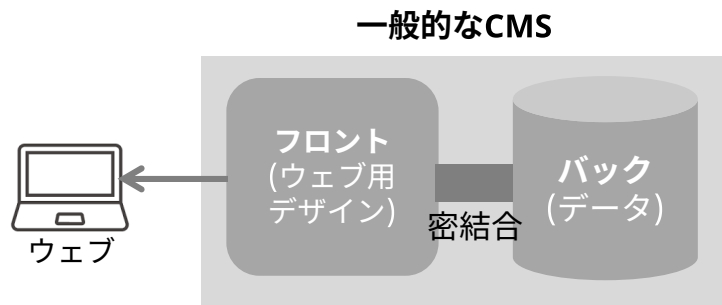 一般的なCMS
フロント
(ウェブ用
デザイン)
バック
(データ)
密結合
ウェブ